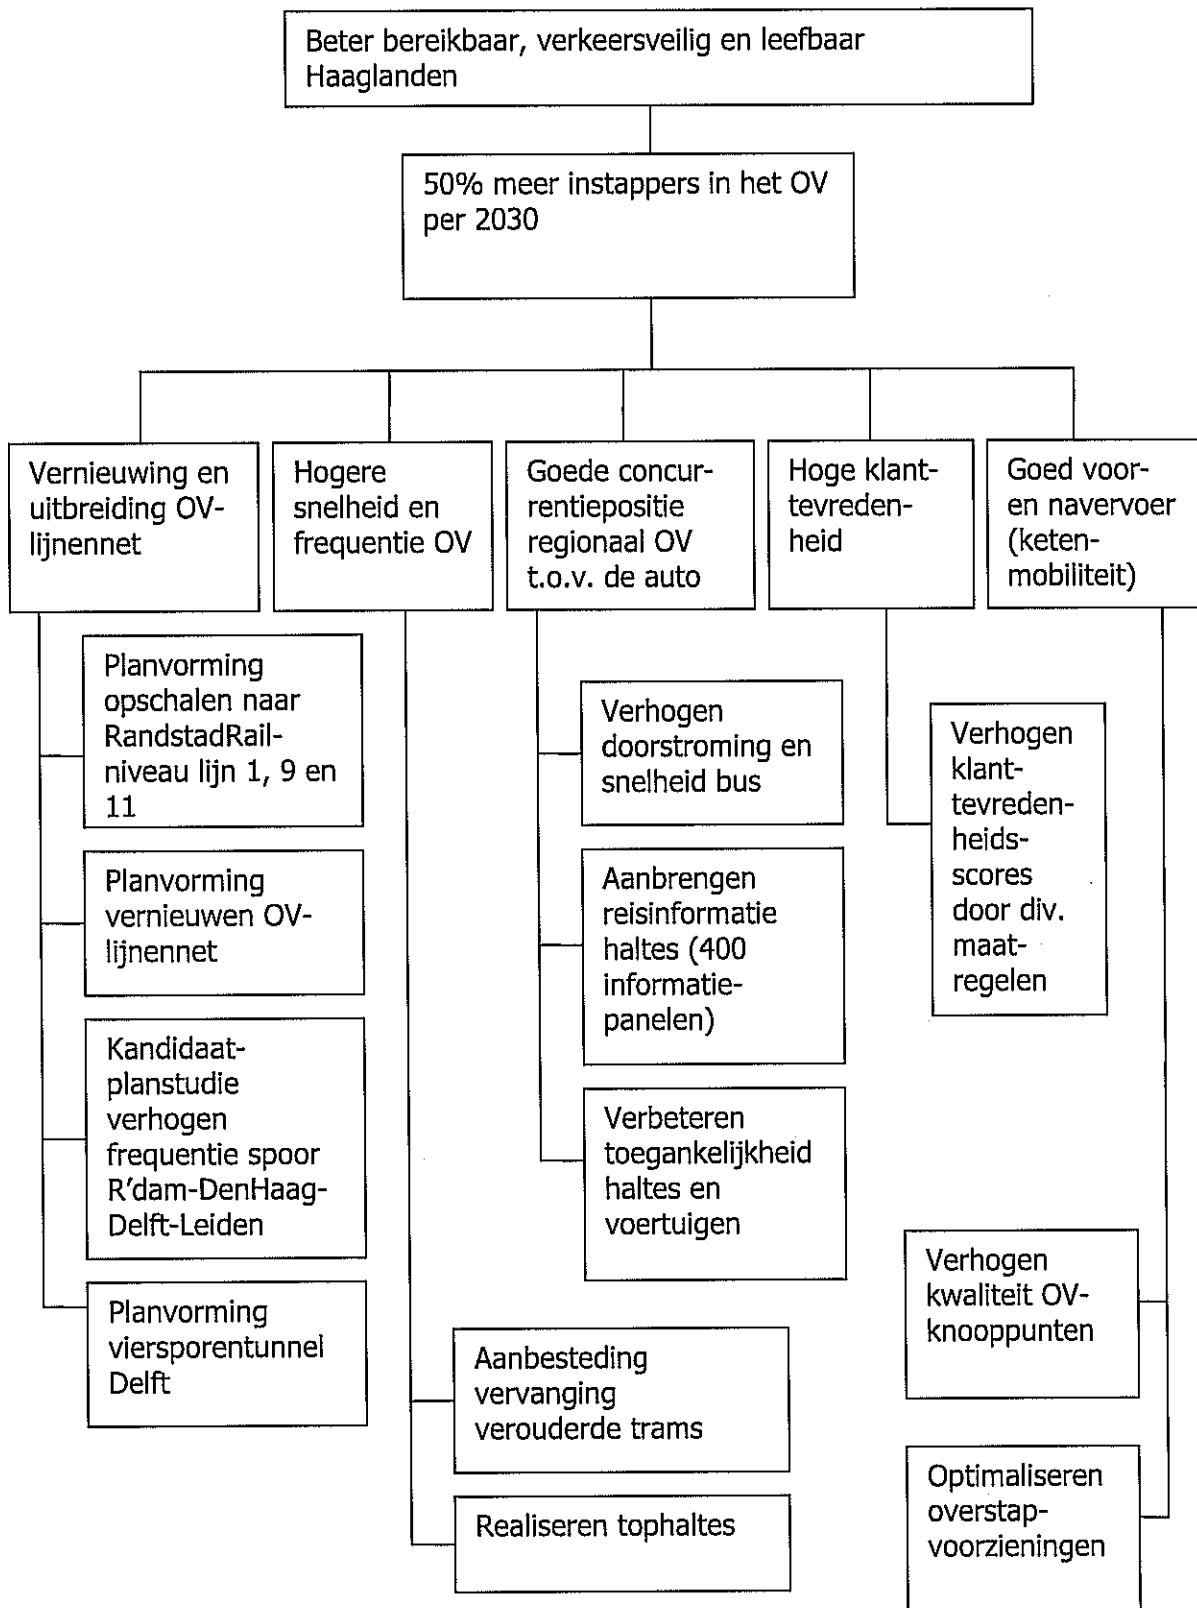 Beter bereikbaar, verkeersveilig en leefbaar
Haaglanden
50% meer instappers in het OV
per 2030
Vernieuwing en
uitbreiding OV-
lijnennet
Hogere
snelheid en
frequentie OV
Goede concur-
rentiepositie
regionaal OV
t.o.v. de auto
Hoge klant-
tevreden-
heid
Goed voor-
en navervoer
(keten-
mobiliteit)
Planvorming
opschalen naar
RandstadRail-
niveau lijn 1, 9 en
11
Planvorming
vernieuwen OV-
lijnennet
Kandidaat-
planstudie
verhogen
frequentie spoor
R'dam-DenHaag-
Delft-Leiden
Planvorming
viersporentunnel
Delft
Aanbesteding
vervanging
verouderde trams
Realiseren tophaltes
Verhogen
doorstroming en
snelheid bus
Aanbrengen
reisinformatie
haltes (400
informatie-
panelen)
Verbeteren
toegankelijkheid
haltes en
voertuigen
Verhogen
klant-
tevreden-
heids-
scores
door div.
maat-
regelen
Verhogen
kwaliteit OV-
knooppunten
Optimaliseren
overstap-
voorzieningen